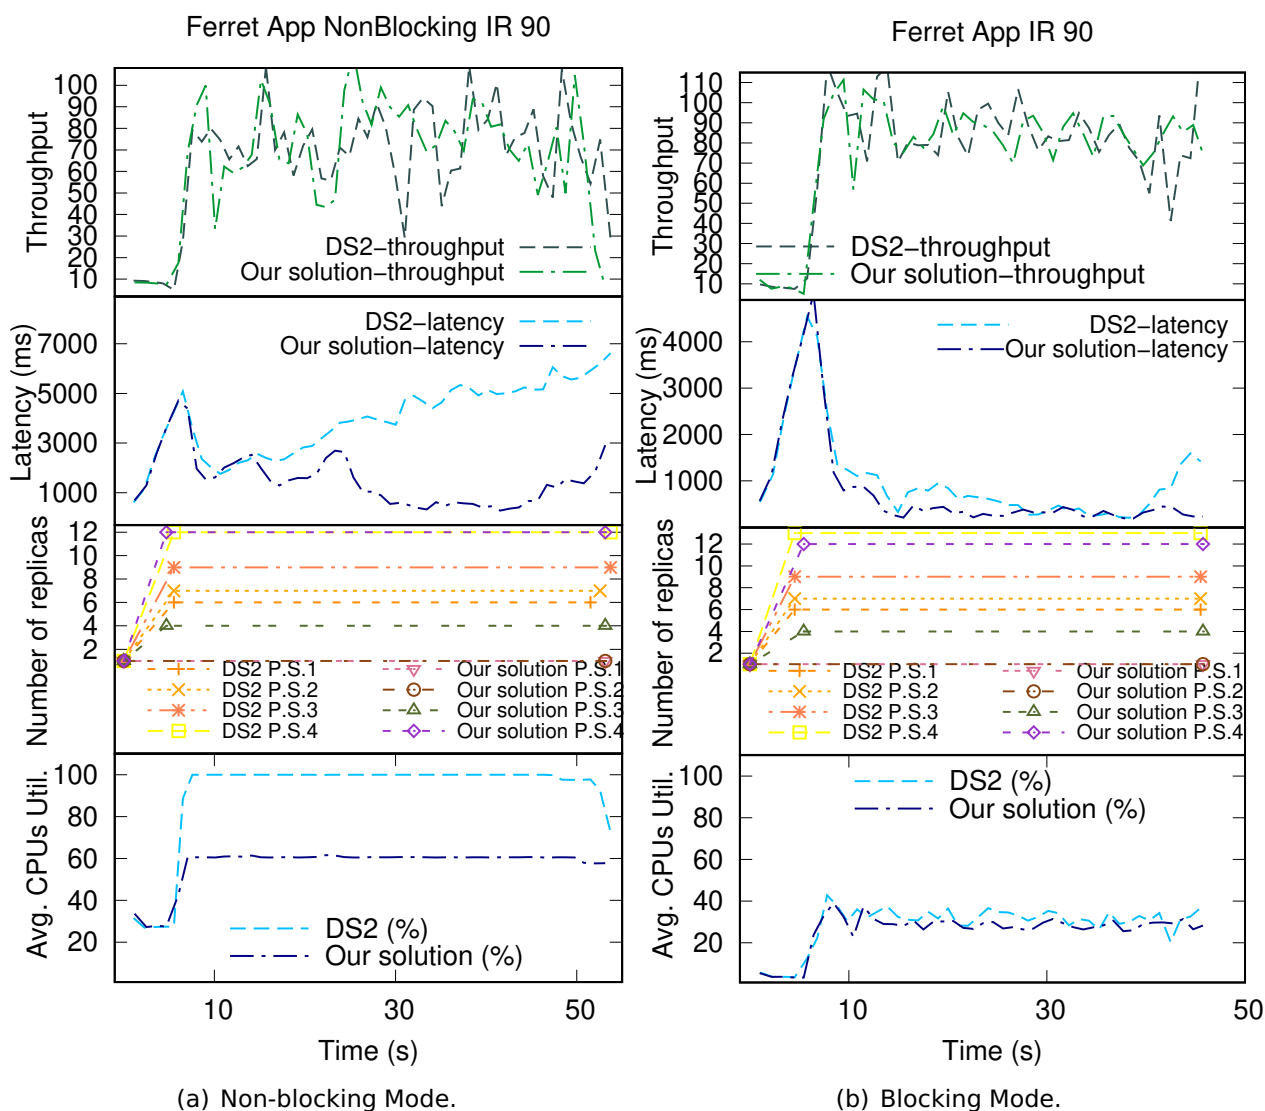 Ferret App NonBlocking IR 90
Throughput
100
90
80
70
60
50
40
30
20
10
DS2-throughput
Our solution-throughput
Latency (ms)
7000
5000
3000
1000
DS2-latency
Our solution-latency
Number of replicas
12
10
8
6
4
2
DS2 P.S.1
DS2 P.S.2
DS2 P.S.3
DS2 P.S.4
Our solution P.S.1
Our solution P.S.2
Our solution P.S.3
Our solution P.S.4
Avg. CPUs Util.
100
80
60
40
20
DS2 (%)
Our solution (%)
10
30
50
Time (s)
(a) Non-blocking Mode.
Ferret App IR 90
Throughput
110
100
90
80
70
60
50
40
30
20
10
DS2-throughput
Our solution-throughput
Latency (ms)
4000
3000
2000
1000
DS2-latency
Our solution-latency
Number of replicas
12
10
8
6
4
2
DS2 P.S.1
DS2 P.S.2
DS2 P.S.3
DS2 P.S.4
Our solution P.S.1
Our solution P.S.2
Our solution P.S.3
Our solution P.S.4
Avg. CPUs Util.
100
80
60
40
20
DS2 (%)
Our solution (%)
10
30
50
Time (s)
(b) Blocking Mode.